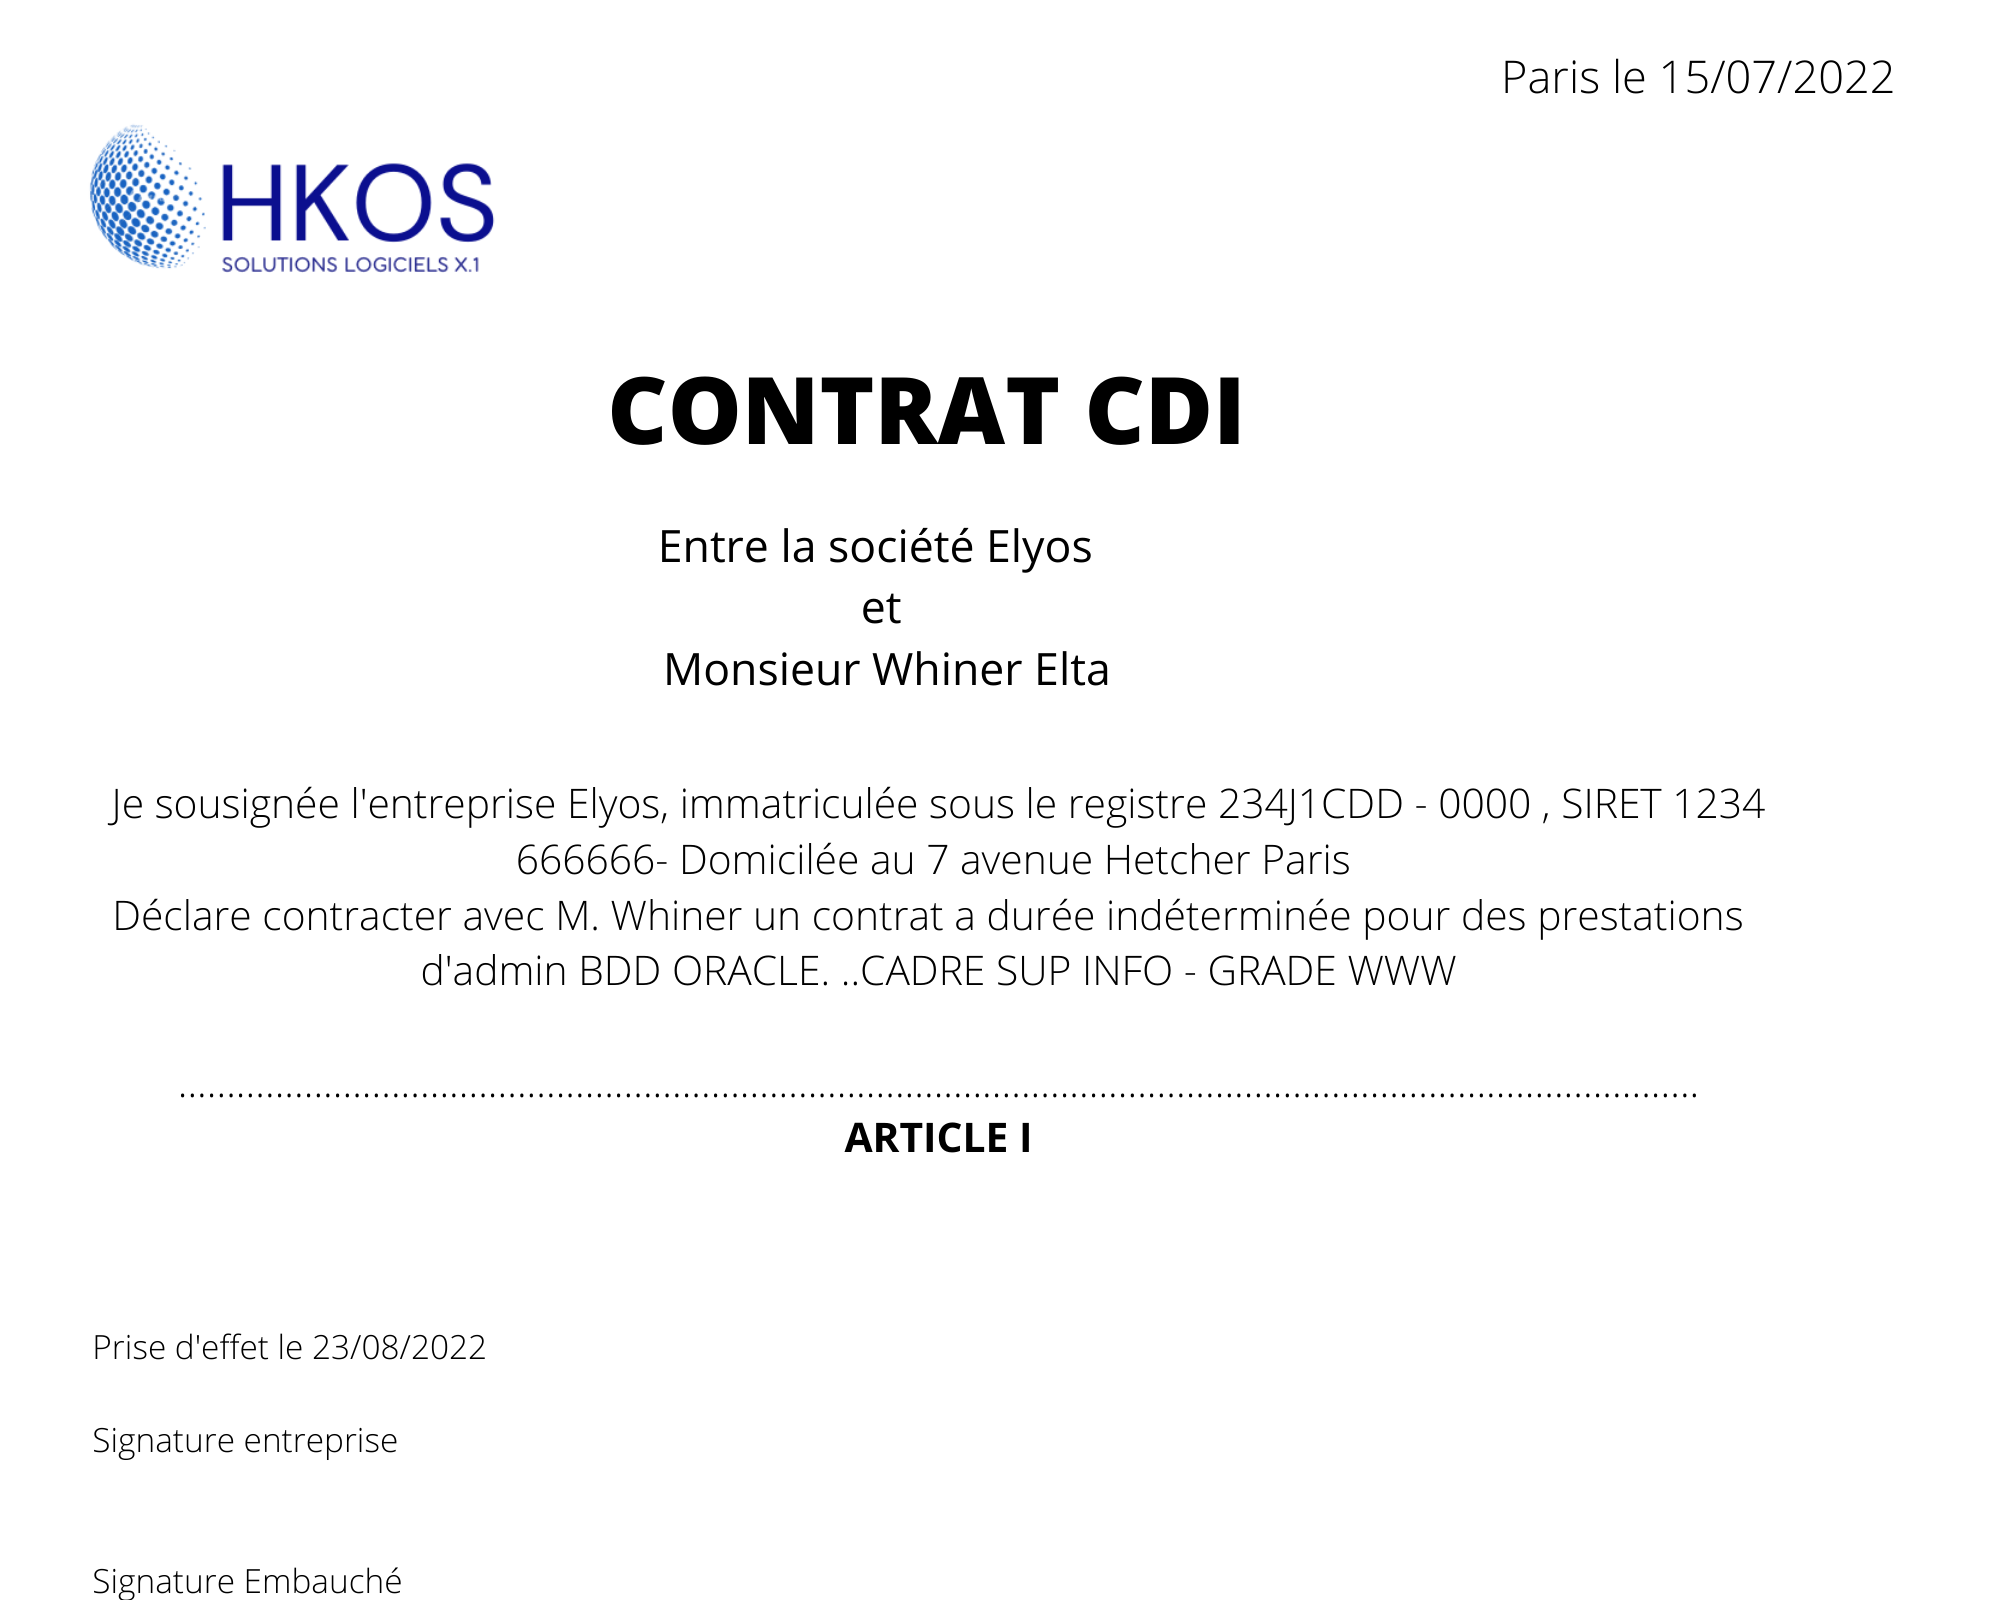 Paris le 15/07/2022
HKOS
SOLUTIONS LOGICIELS X.1
CONTRAT CDI
Entre la société Elyos
et
Monsieur Whiner Elta
Je sousignée l'entreprise Elyos, immatriculée sous le registre 234J1CDD - 0000 , SIRET 1234
666666- Domicilée au 7 avenue Hetcher Paris
Déclare contracter avec M. Whiner un contrat a durée indéterminée pour des prestations
d'admin BDD ORACLE. ..CADRE SUP INFO - GRADE WWW
................................................................................................................................................................
ARTICLE I
Prise d'effet le 23/08/2022
Signature entreprise
Signature Embauché